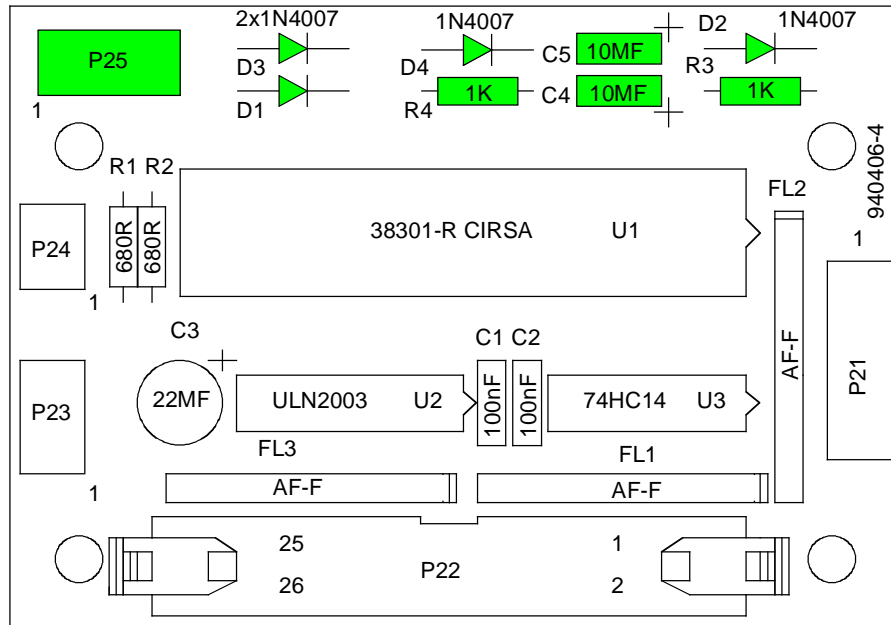 2x1N4007
1N4007
D2
1N4007
P25
D3
D4
C5
10MF
R3
1
D1
R4
1K
C4
10MF
1K
940406-4
R1
R2
FL2
P24
680R
680R
38301-R CIRSA
U1
1
1
C3
C1
C2
AF-F
P21
P23
22MF
ULN2003
U2
100nF
100nF
74HC14
U3
FL3
FL1
1
AF-F
AF-F
25
1
P22
26
2